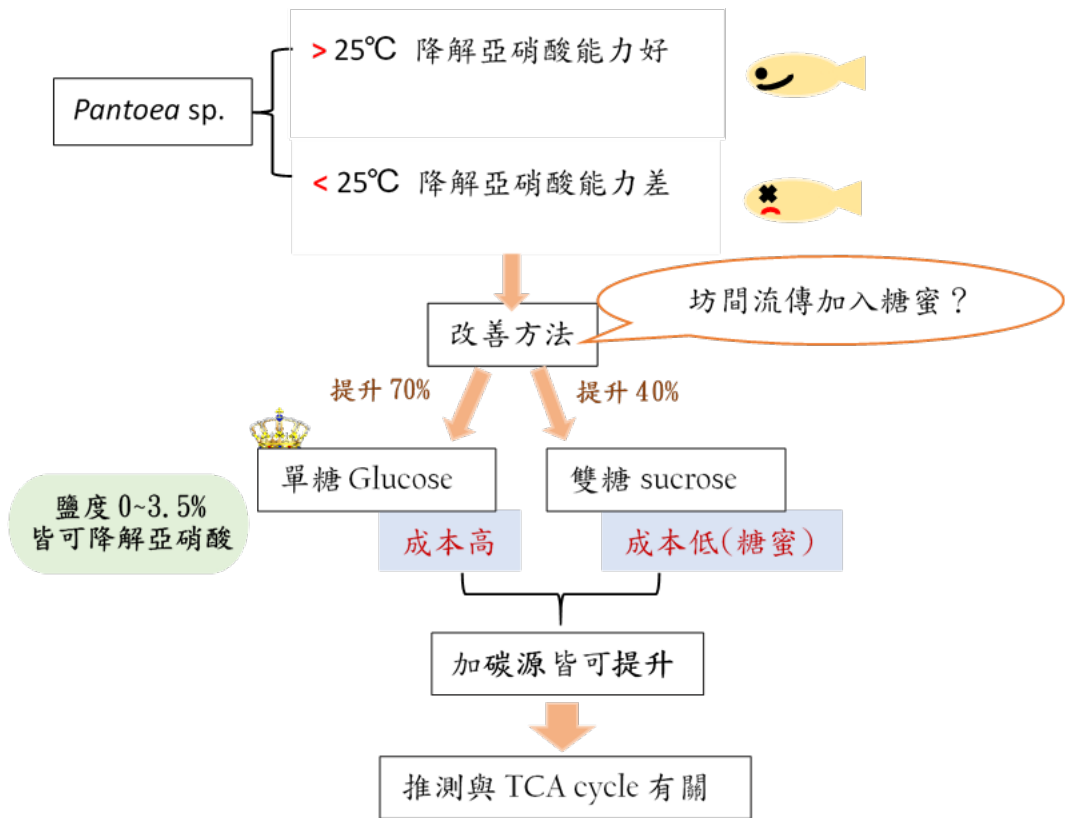 > 25℃ 降解亞硝酸能力好
Pantoea sp.
< 25℃ 降解亞硝酸能力差
坊間流傳加入糖蜜？
改善方法
提升 70%
提升 40%
單糖 Glucose
雙糖 sucrose
鹽度 0~3.5%
皆可降解亞硝酸
成本高
成本低(糖蜜)
加碳源皆可提升
推測與 TCA cycle 有關